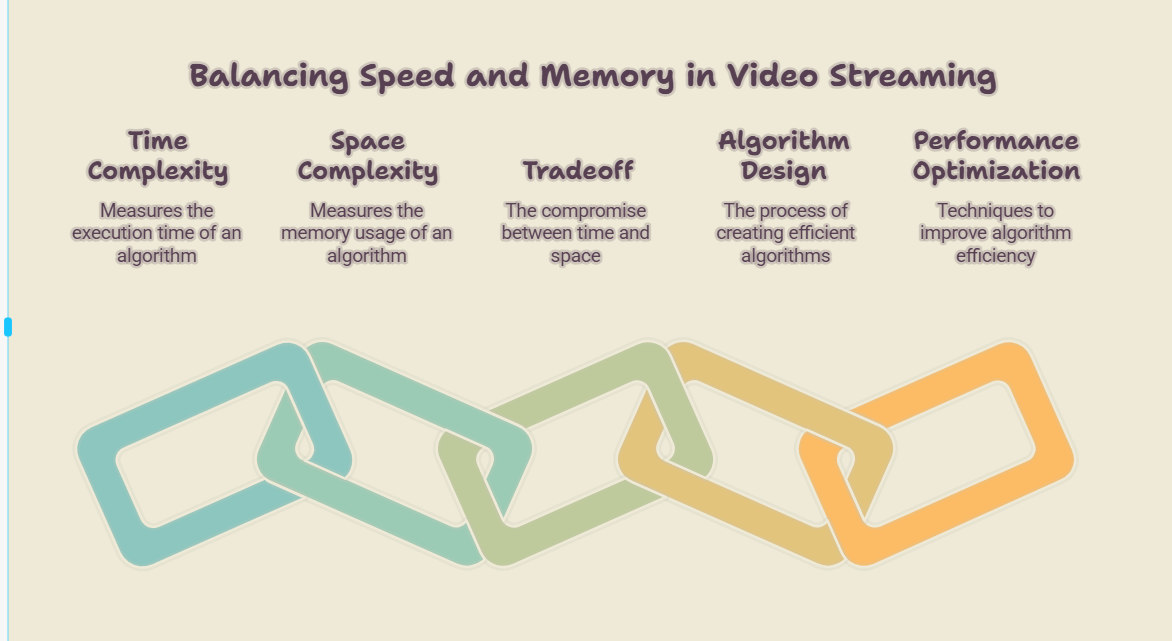 Balancing Speed and Memory in Video Streaming
Time
Complexity
Measures the
execution time of an
algorithm
Space
Complexity
Measures the
memory usage of an
algorithm
Tradeoff
The compromise
between time and
space
Algorithm
Design
The process of
creating efficient
algorithms
Performance
Optimization
Techniques to
improve algorithm
efficiency